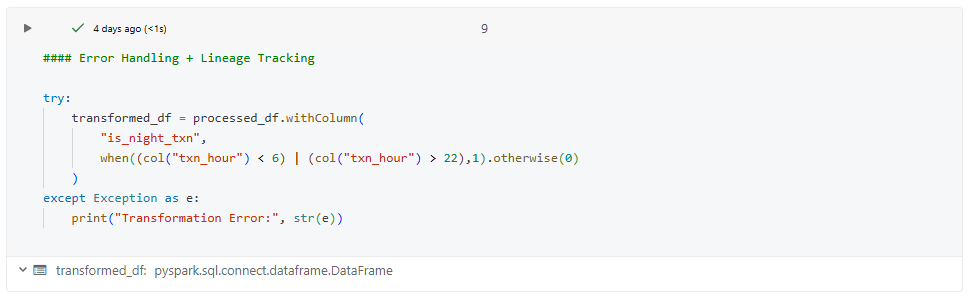 4 days ago (<1s)
9
#### Error Handling + Lineage Tracking
try:
    transformed_df = processed_df.withColumn(
        "is_night_txn",
        when((col("txn_hour") < 6) | (col("txn_hour") > 22),1).otherwise(0)
    )
except Exception as e:
    print("Transformation Error:", str(e))
transformed_df: pyspark.sql.connect.dataframe.DataFrame